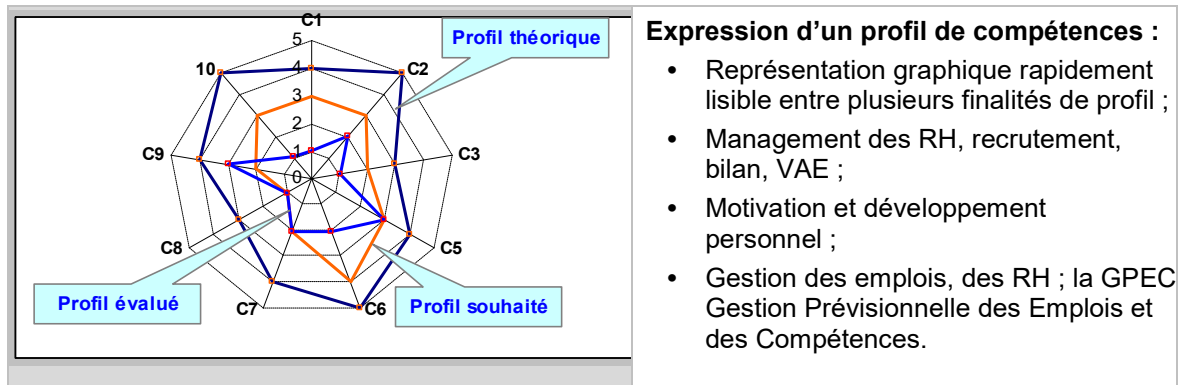 C1
5
Profil théorique
10
4
C2
3
2
C9
1
C3
0
C8
C5
Profil évalué
Profil souhaité
C7
C6
Expression d’un profil de compétences :
• Représentation graphique rapidement
lisible entre plusieurs finalités de profil ;
• Management des RH, recrutement,
bilan, VAE ;
• Motivation et développement
personnel ;
• Gestion des emplois, des RH ; la GPEC
Gestion Prévisionnelle des Emplois et
des Compétences.